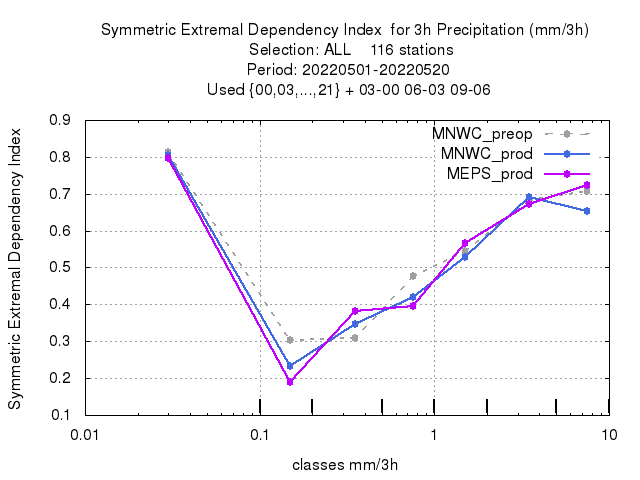 Symmetric Extremal Dependency Index  for 3h Precipitation (mm/3h)
Selection: ALL    116 stations
Period: 20220501-20220520
Used {00,03,...,21} + 03-00 06-03 09-06
MNWC_preop
MNWC_prod
MEPS_prod
Symmetric Extremal Dependency Index
0.9
0.8
0.7
0.6
0.5
0.4
0.3
0.2
0.1
0.01 0.1 1 10
classes mm/3h